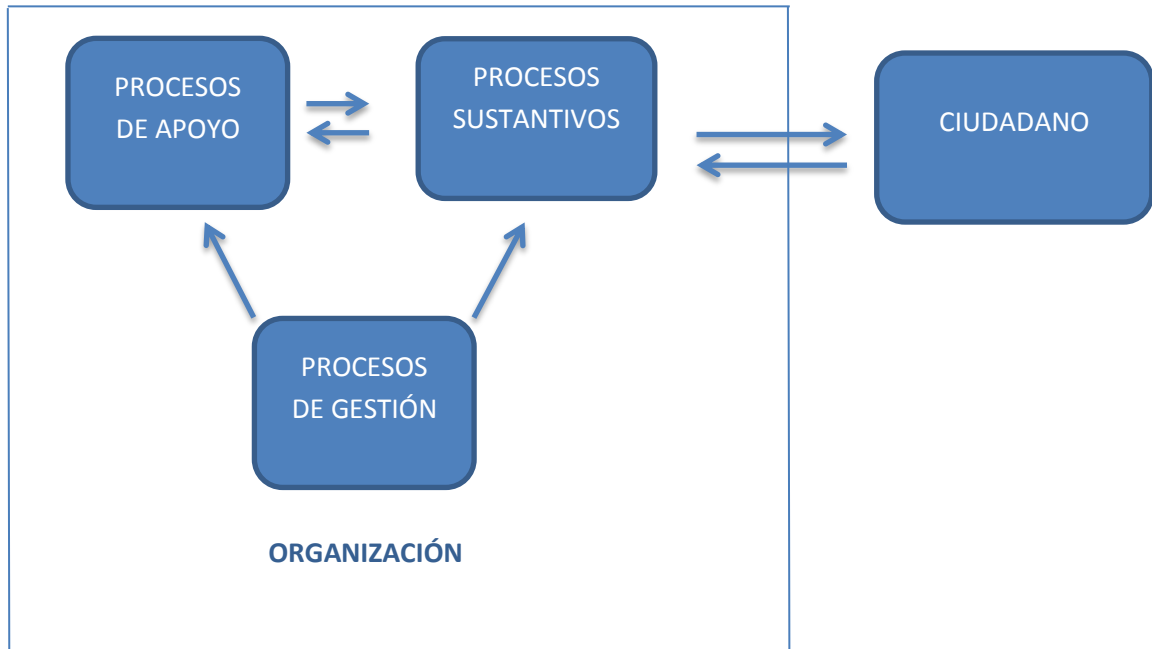 PROCESOS
DE APOYO
PROCESOS
SUSTANTIVOS
CIUDADANO
PROCESOS
DE GESTIÓN
ORGANIZACIÓN